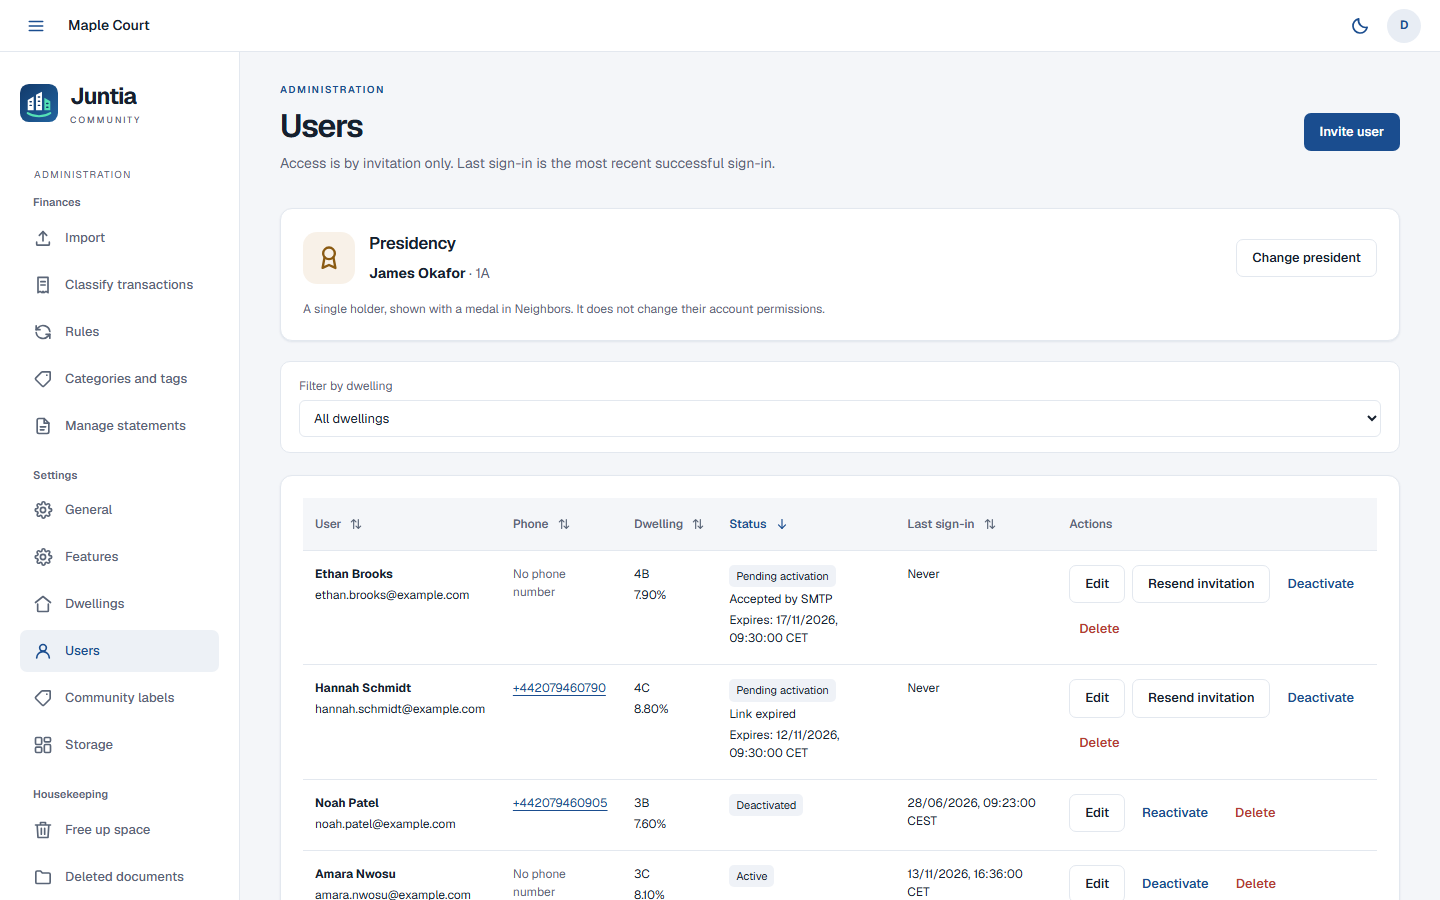 Maple Court
D
Juntia
COMMUNITY
ADMINISTRATION
Finances
Import
Classify transactions
Rules
Categories and tags
Manage statements
Settings
General
Features
Dwellings
Users
Community labels
Storage
Housekeeping
Free up space
Deleted documents
ADMINISTRATION
Users
Access is by invitation only. Last sign-in is the most recent successful sign-in.
Invite user
Presidency
James Okafor · 1A
Change president
A single holder, shown with a medal in Neighbors. It does not change their account permissions.
Filter by dwelling
All dwellings
User Phone Dwelling Status Last sign-in Actions
Ethan Brooks
ethan.brooks@example.com
No phone
number
4B
7.90%
Pending activation
Accepted by SMTP
Expires: 17/11/2026,
09:30:00 CET
Never
Edit Resend invitation Deactivate
Delete
Hannah Schmidt
hannah.schmidt@example.com
+442079460790
4C
8.80%
Pending activation
Link expired
Expires: 12/11/2026,
09:30:00 CET
Never
Edit Resend invitation Deactivate
Delete
Noah Patel
noah.patel@example.com
+442079460905
3B
7.60%
Deactivated
28/06/2026, 09:23:00
CEST
Edit Reactivate Delete
Amara Nwosu
amara.nwosu@example.com
No phone
number
3C
8.10%
Active
13/11/2026, 16:36:00
CET
Edit Deactivate Delete